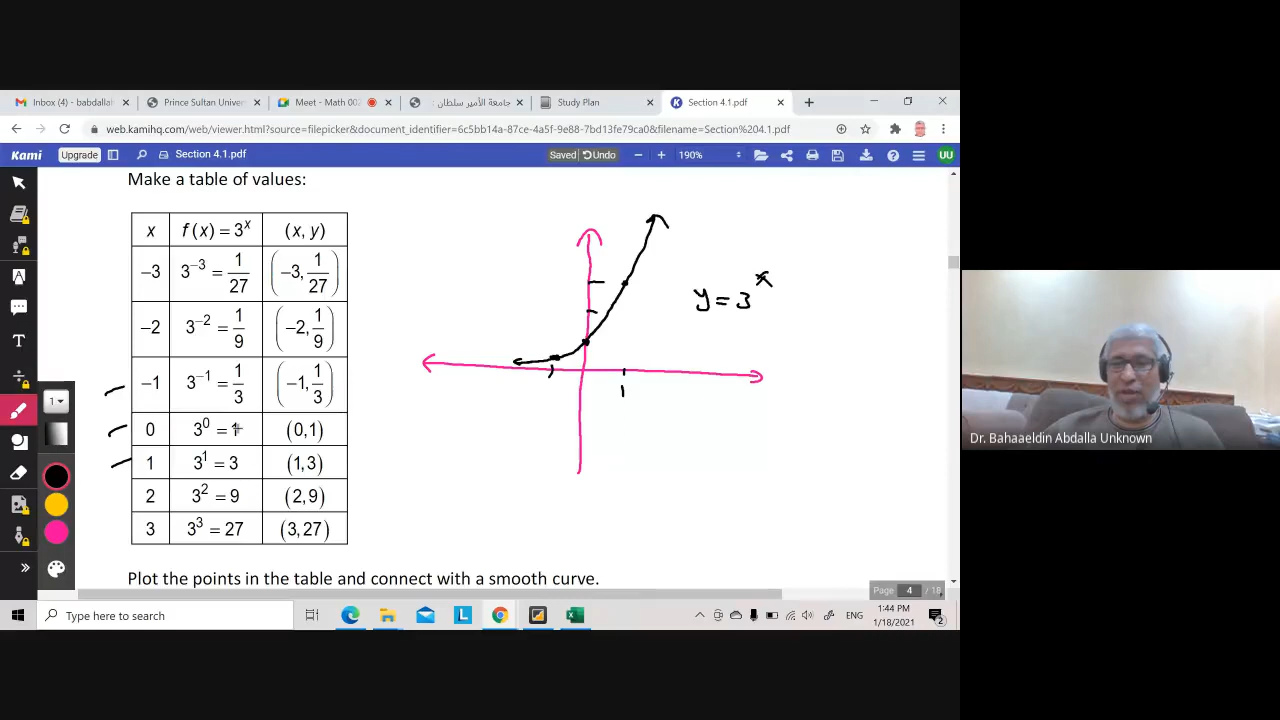 Inbox (4) - babdallah
Prince Sultan Univer
Meet - Math 002
جامعة الأمير سلطان :
Study Plan
Section 4.1.pdf
web.kamihq.com/web/viewer.html?source=filepicker&document_identifier=6c5bb14a-87ce-4a5f-9e88-7bd13fe79ca0&filename=Section%204.1.pdf
Kami Upgrade Section 4.1.pdf Saved Undo 190% UU
Make a table of values:
x f(x) = 3^x (x, y)
−3 3^−3 = 1/27 (−3, 1/27)
−2 3^−2 = 1/9 (−2, 1/9)
−1 3^−1 = 1/3 (−1, 1/3)
0 3^0 = 1 (0,1)
1 3^1 = 3 (1,3)
2 3^2 = 9 (2,9)
3 3^3 = 27 (3,27)
y = 3^x
1
Plot the points in the table and connect with a smooth curve.
1
T
Page 4 / 18
Dr. Bahaaeldin Abdalla Unknown
Type here to search
L
ENG
1:44 PM
1/18/2021
2